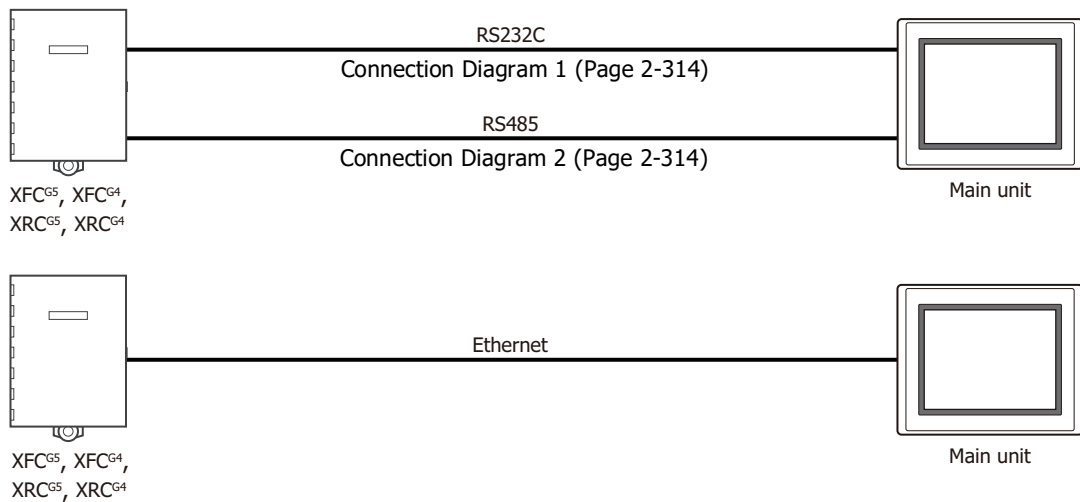 RS232C
Connection Diagram 1 (Page 2-314)
RS485
Connection Diagram 2 (Page 2-314)
XFCG5, XFCG4,
XRCG5, XRCG4
Main unit
Ethernet
XFCG5, XFCG4,
XRCG5, XRCG4
Main unit